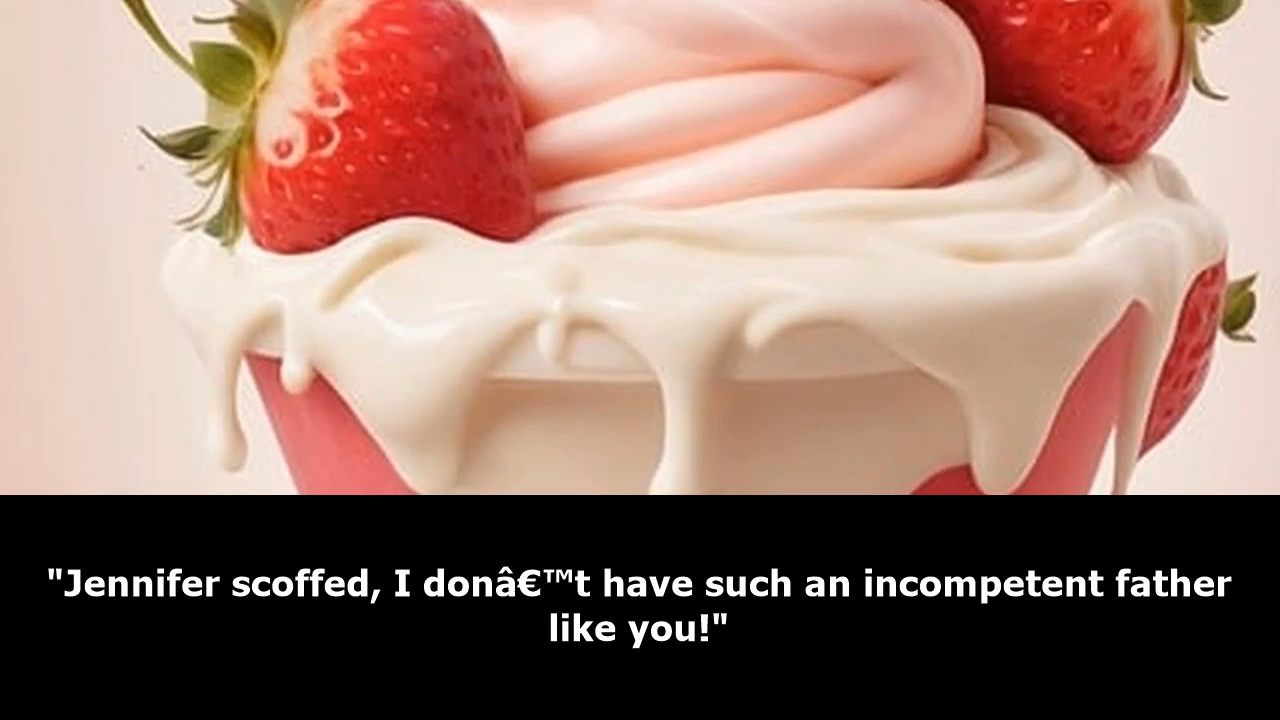 "Jennifer scoffed, I donâ€™t have such an incompetent father
like you!"